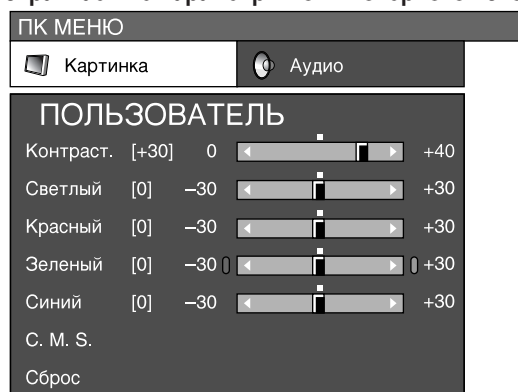 ПК МЕНЮ
Картинка Аудио
ПОЛЬЗОВАТЕЛЬ
Контраст. [+30] 0 +40
Светлый [0] –30 +30
Красный [0] –30 +30
Зеленый [0] –30 +30
Синий [0] –30 +30
C. M. S.
Сброс